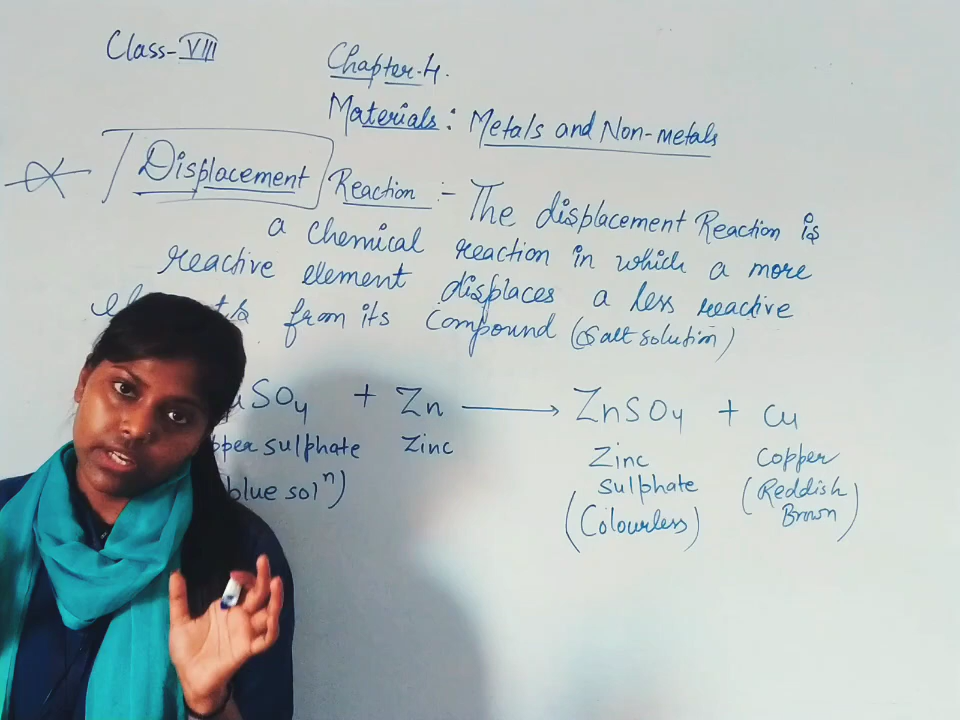 Class-VIII
Chapter-4.
Materials: Metals and Non-metals
Displacement Reaction :- The displacement Reaction is
a chemical reaction in which a more
reactive element displaces a less reactive
from its Compound (Salt solution)
SO4 + Zn → ZnSO4 + Cu
sulphate Zinc Zinc sulphate Copper
blue solⁿ) (Colourless) (Reddish Brown)